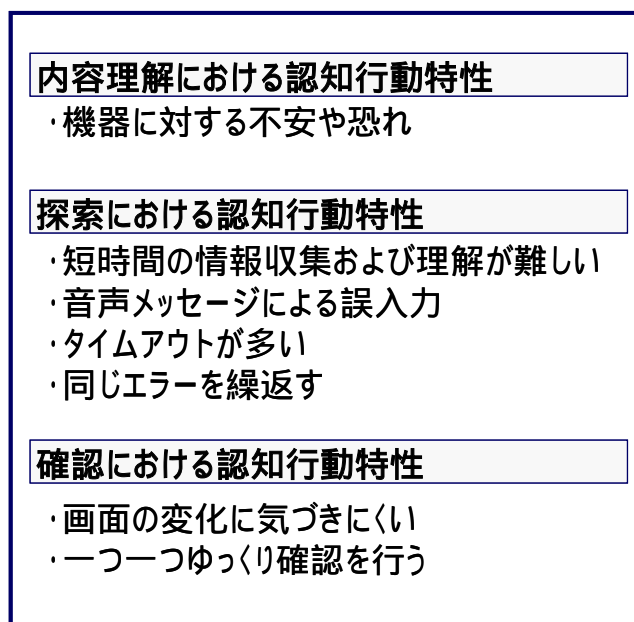 内容理解における認知行動特性
・機器に対する不安や恐れ
探索における認知行動特性
・短時間の情報収集および理解が難しい
・音声メッセージによる誤入力
・タイムアウトが多い
・同じエラーを繰返す
確認における認知行動特性
・画面の変化に気づきにくい
・一つ一つゆっくり確認を行う